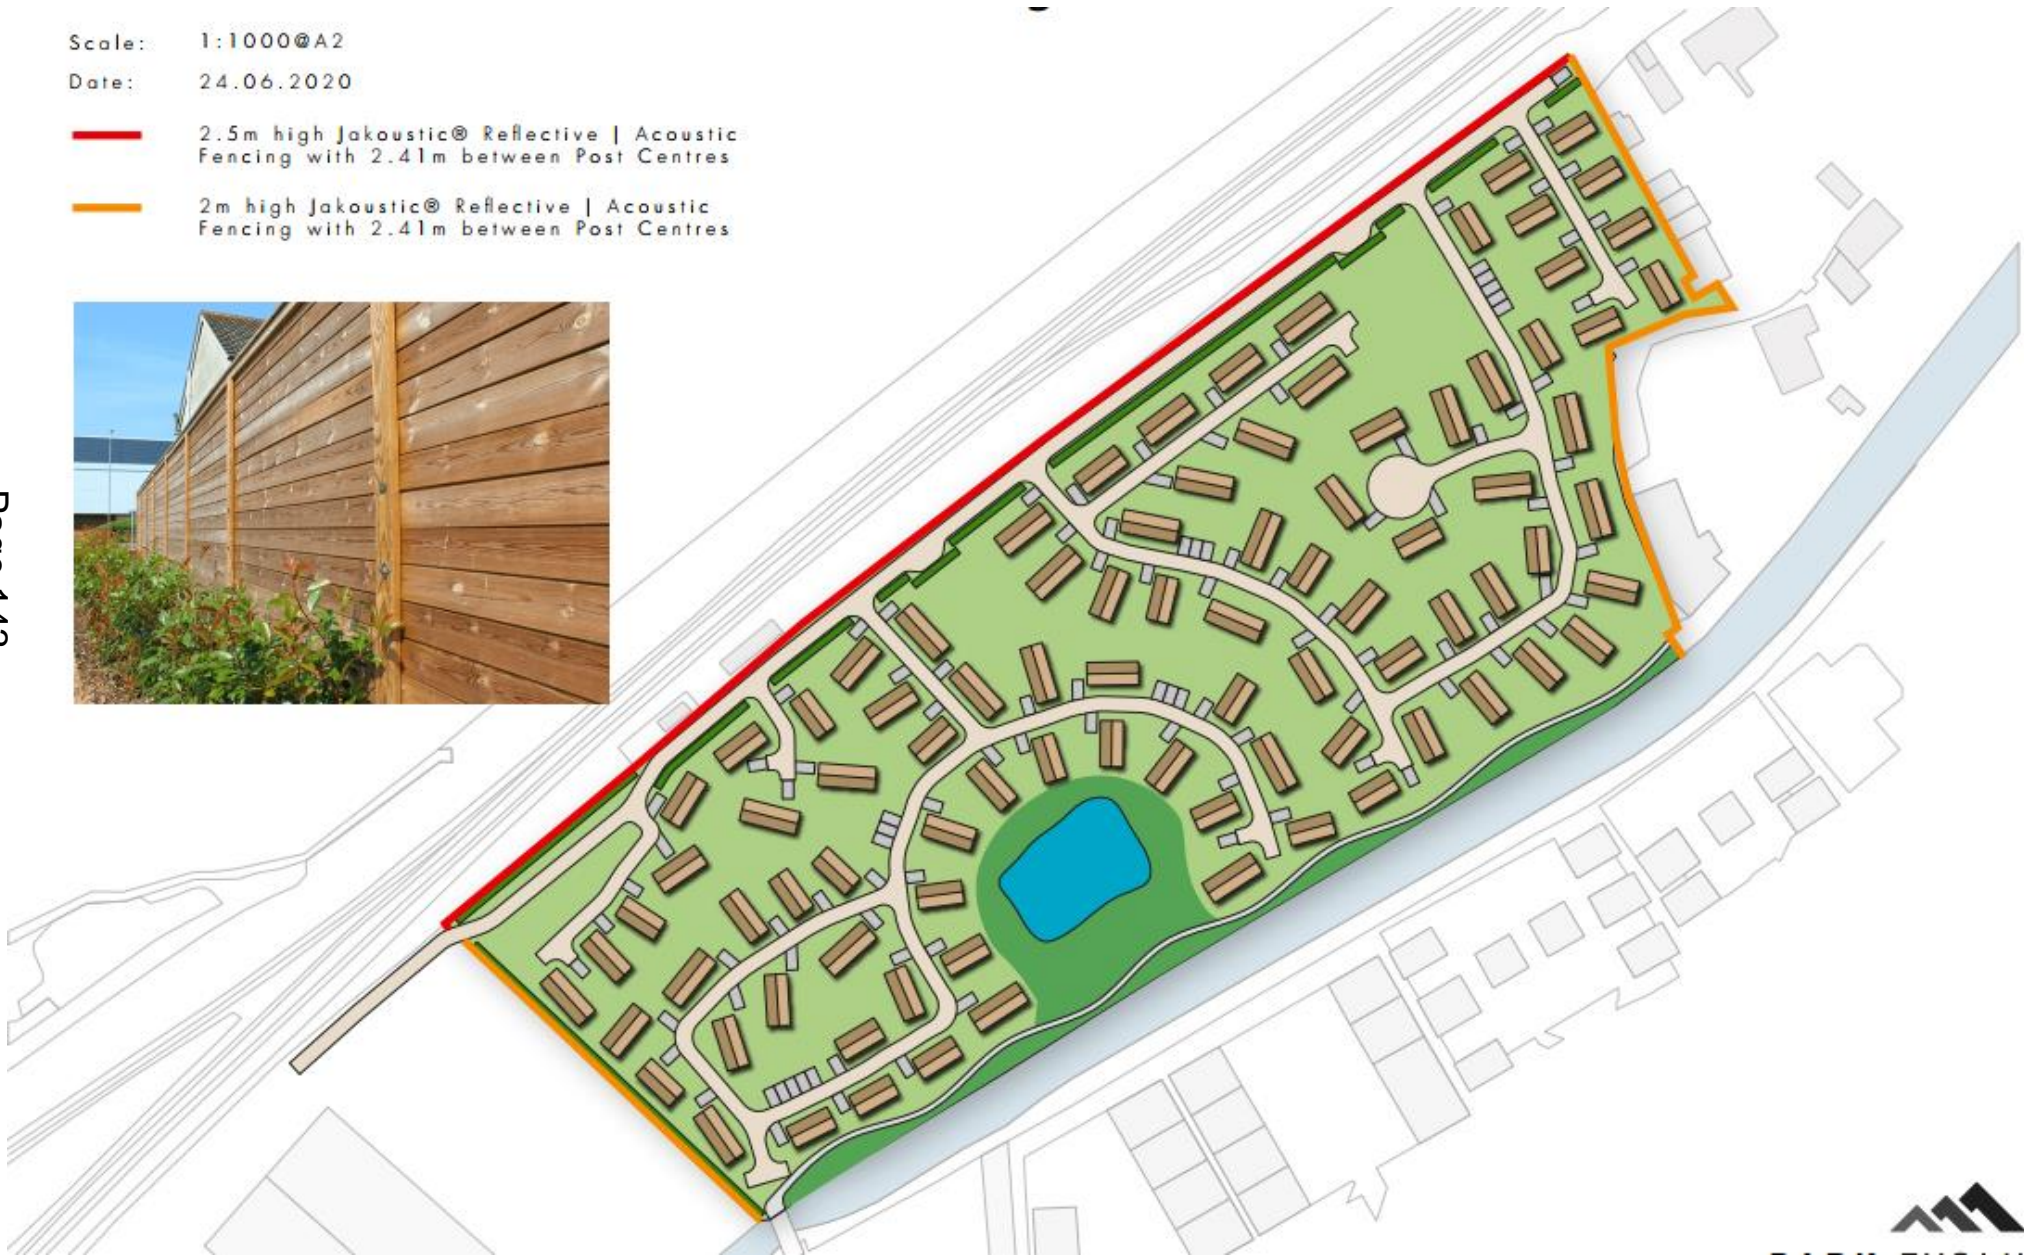 Scale: 1:1000@A2
Date: 24.06.2020
2.5m high Jakoustic® Reflective | Acoustic
Fencing with 2.41m between Post Centres
2m high Jakoustic® Reflective | Acoustic
Fencing with 2.41m between Post Centres